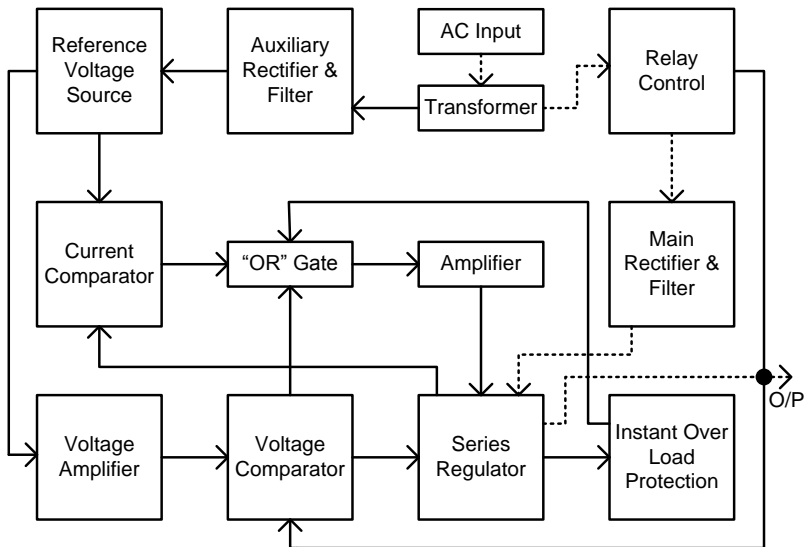 Reference
Voltage
Source
Auxiliary
Rectifier &
Filter
AC Input
Transformer
Relay
Control
Current
Comparator
“OR” Gate
Amplifier
Main
Rectifier &
Filter
O/P
Voltage
Amplifier
Voltage
Comparator
Series
Regulator
Instant Over
Load
Protection